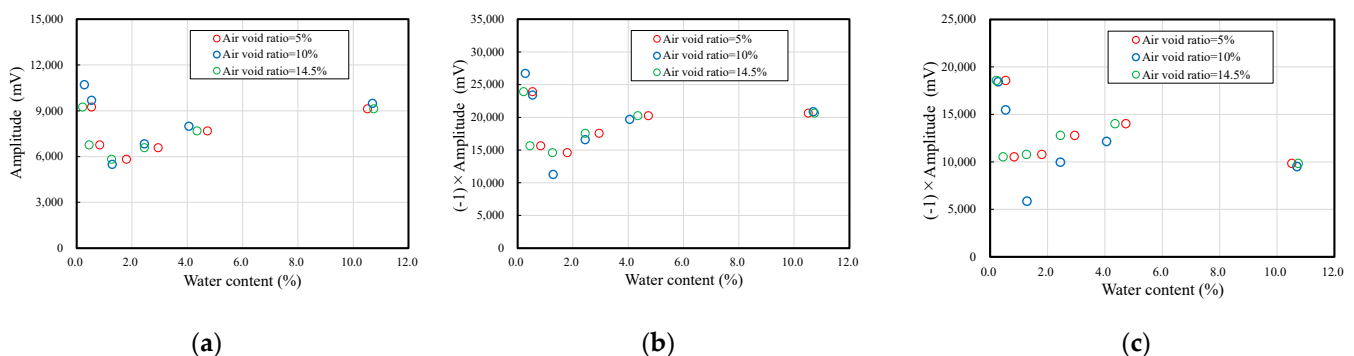 15,000
12,000
9,000
6,000
3,000
0
Amplitude (mV)
Air void ratio=5%
Air void ratio=10%
Air void ratio=14.5%
0.0 2.0 4.0 6.0 8.0 10.0 12.0
Water content (%)
(a)
40,000
35,000
30,000
25,000
20,000
15,000
10,000
5,000
0
(-1) × Amplitude (mV)
Air void ratio=5%
Air void ratio=10%
Air void ratio=14.5%
0.0 2.0 4.0 6.0 8.0 10.0 12.0
Water content (%)
(b)
25,000
20,000
15,000
10,000
5,000
0
(-1) × Amplitude (mV)
Air void ratio=5%
Air void ratio=10%
Air void ratio=14.5%
0.0 2.0 4.0 6.0 8.0 10.0 12.0
Water content (%)
(c)